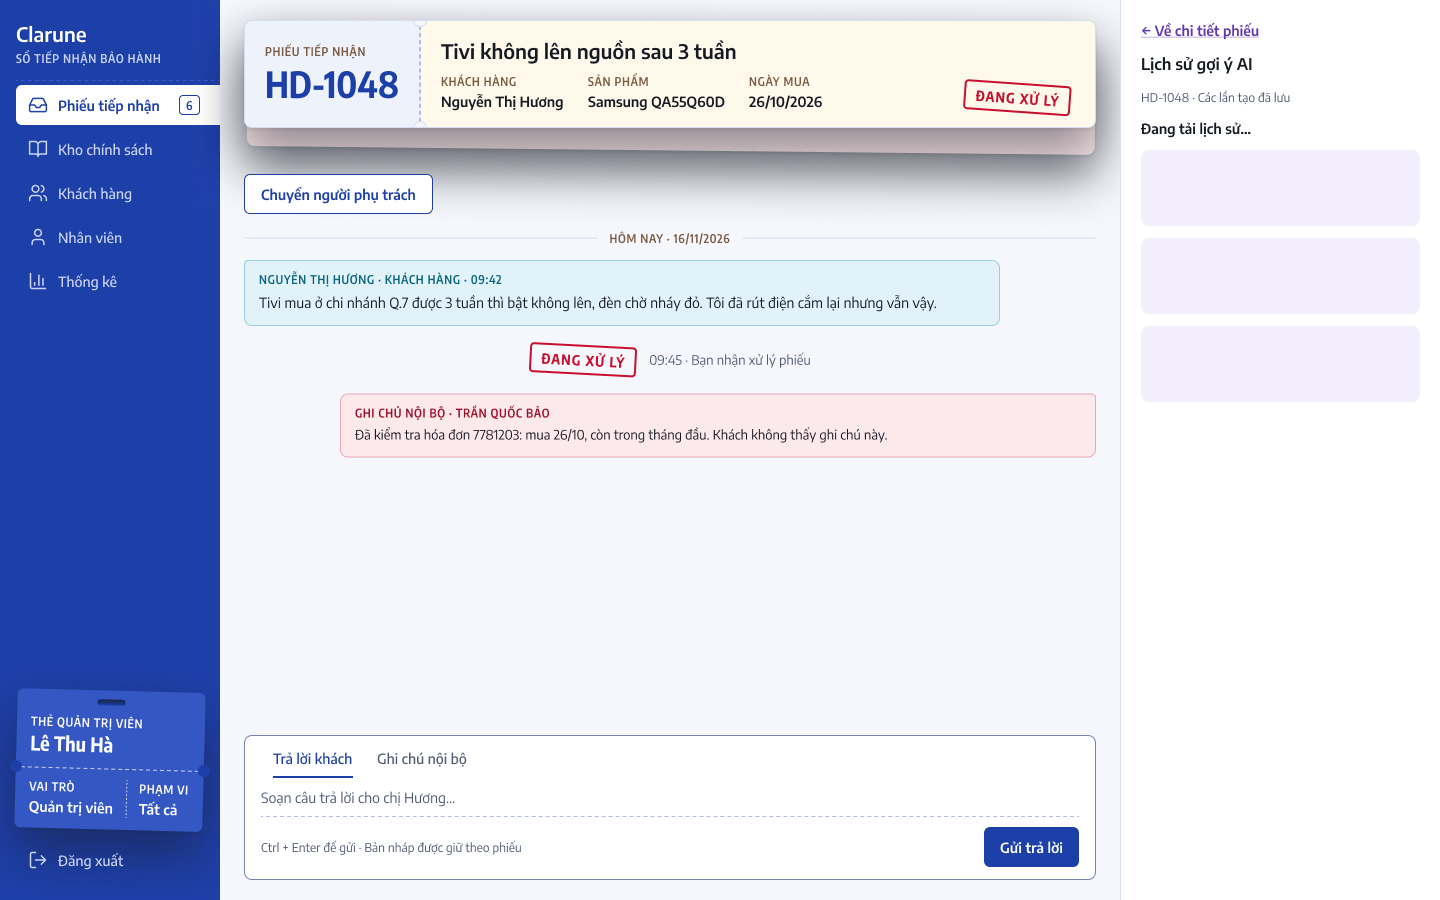 Clarune
SỔ TIẾP NHẬN BẢO HÀNH
Phiếu tiếp nhận 6
Kho chính sách
Khách hàng
Nhân viên
Thống kê
THẺ QUẢN TRỊ VIÊN
Lê Thu Hà
VAI TRÒ
Quản trị viên
PHẠM VI
Tất cả
Đăng xuất
PHIẾU TIẾP NHẬN
HD-1048
Tivi không lên nguồn sau 3 tuần
KHÁCH HÀNG
Nguyễn Thị Hương
SẢN PHẨM
Samsung QA55Q60D
NGÀY MUA
26/10/2026
ĐANG XỬ LÝ
Chuyển người phụ trách
HÔM NAY · 16/11/2026
NGUYỄN THỊ HƯƠNG · KHÁCH HÀNG · 09:42
Tivi mua ở chi nhánh Q.7 được 3 tuần thì bật không lên, đèn chờ nháy đỏ. Tôi đã rút điện cắm lại nhưng vẫn vậy.
ĐANG XỬ LÝ
09:45 · Bạn nhận xử lý phiếu
GHI CHÚ NỘI BỘ · TRẦN QUỐC BẢO
Đã kiểm tra hóa đơn 7781203: mua 26/10, còn trong tháng đầu. Khách không thấy ghi chú này.
Trả lời khách
Ghi chú nội bộ
Soạn câu trả lời cho chị Hương...
Ctrl + Enter để gửi · Bản nháp được giữ theo phiếu
Gửi trả lời
← Về chi tiết phiếu
Lịch sử gợi ý AI
HD-1048 · Các lần tạo đã lưu
Đang tải lịch sử...